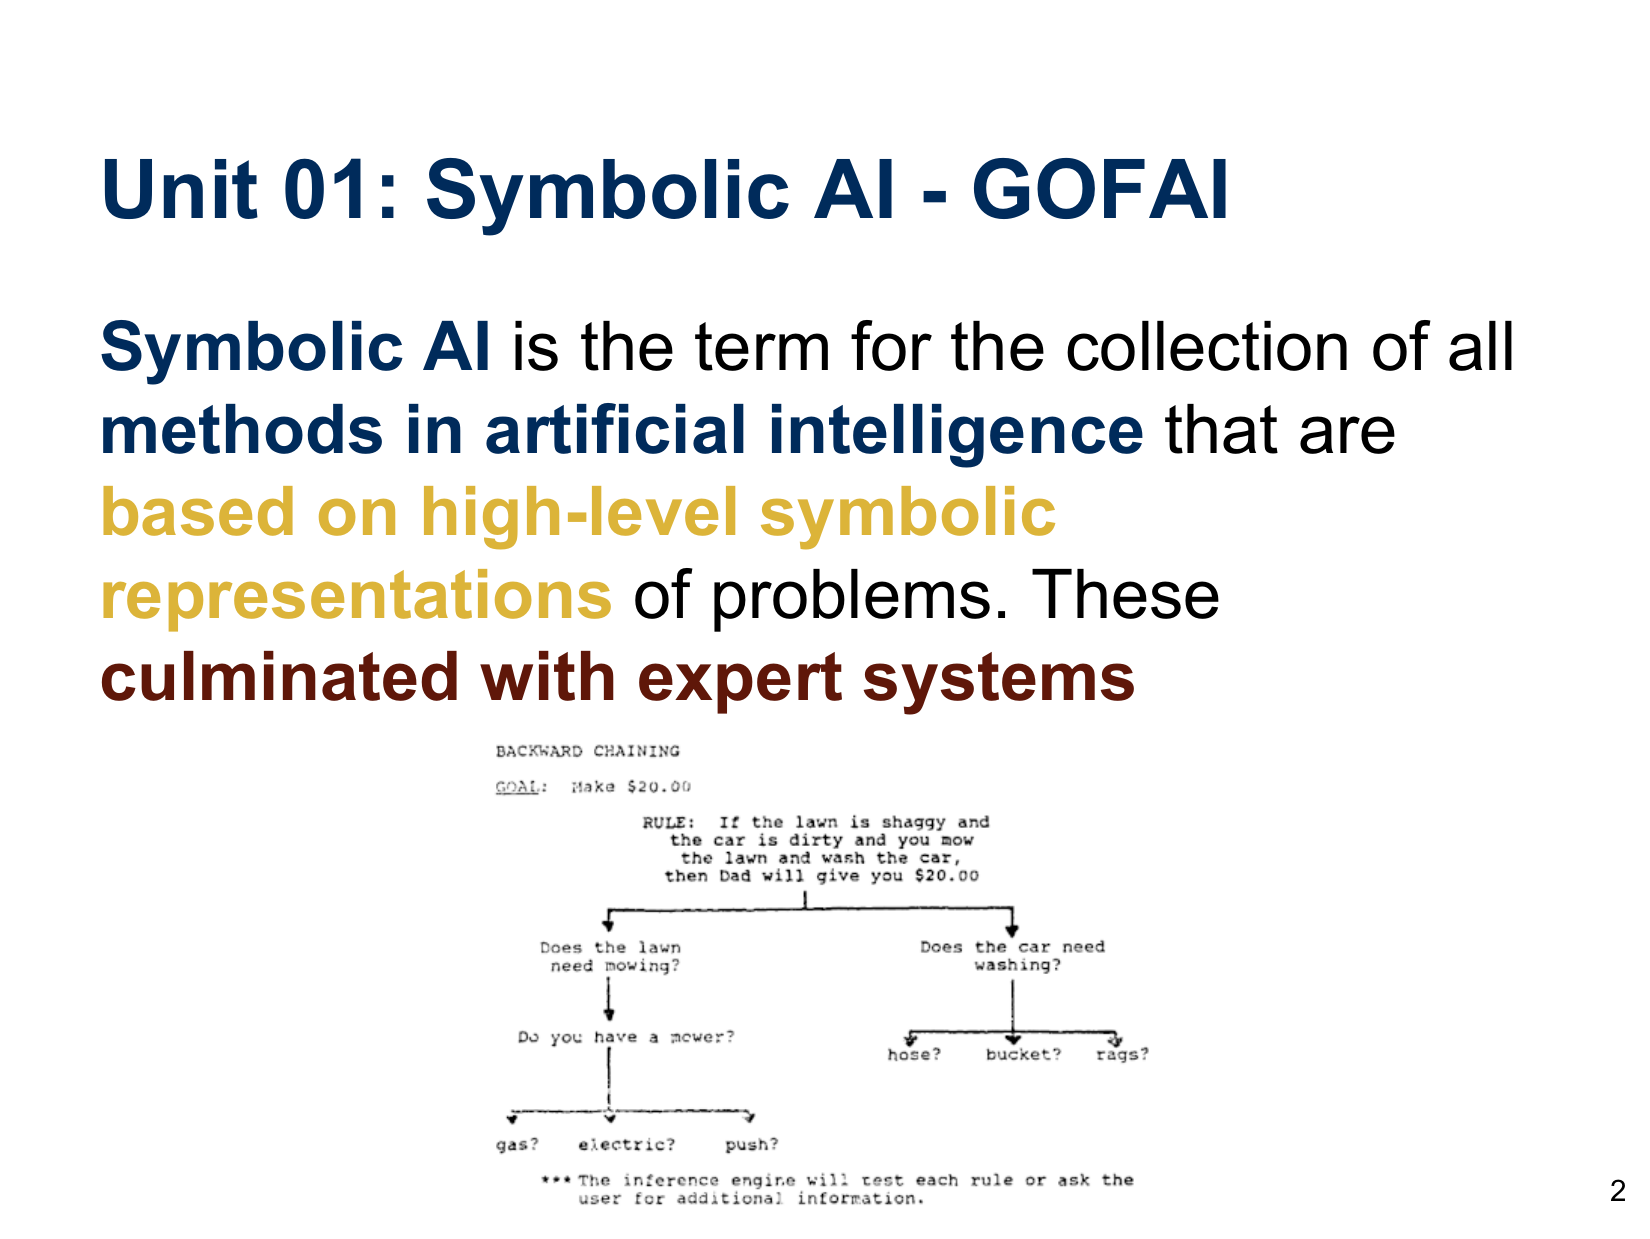 Unit 01: Symbolic AI - GOFAI
Symbolic AI is the term for the collection of all
methods in artificial intelligence that are
based on high-level symbolic
representations of problems. These
culminated with expert systems
BACKWARD CHAINING
GOAL: Make $20.00
RULE: If the lawn is shaggy and
the car is dirty and you mow
the lawn and wash the car,
then Dad will give you $20.00
Does the lawn
need mowing?
Does the car need
washing?
Do you have a mower?
hose? bucket? rags?
gas? electric? push?
*** The inference engine will test each rule or ask the
user for additional information.
2